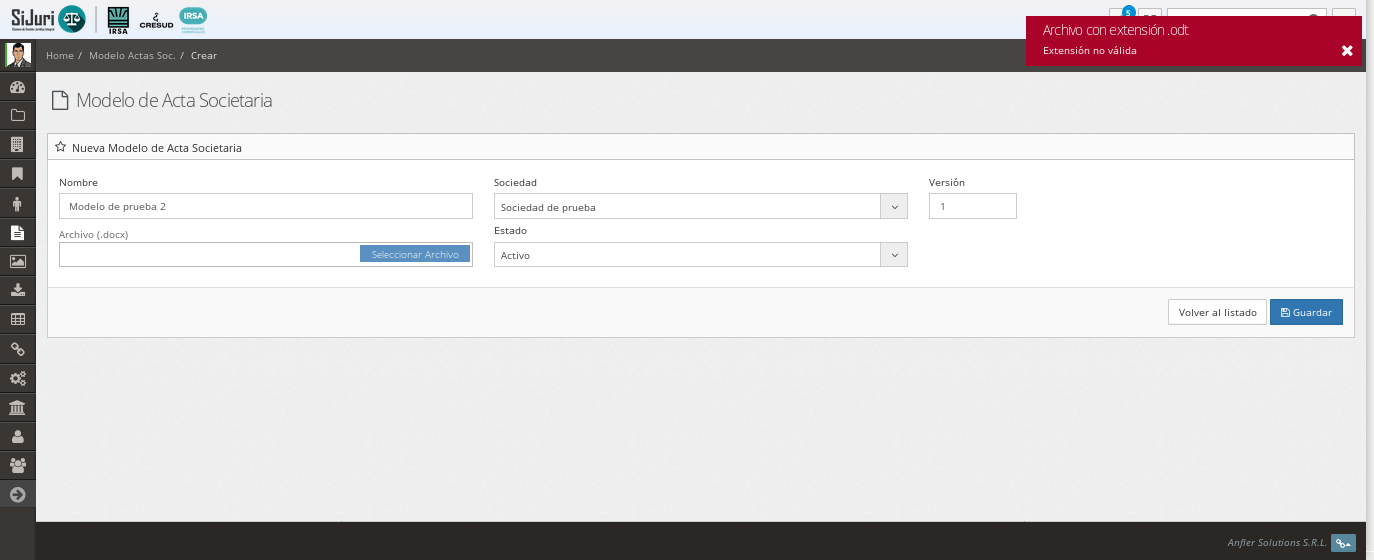 SiJuri
IRSA
CRESUD
IRSA
5
Archivo con extensión .odt
Extensión no válida
Home / Modelo Actas Soc. / Crear
Modelo de Acta Societaria
Nueva Modelo de Acta Societaria
Nombre
Sociedad
Versión
Modelo de prueba 2
Sociedad de prueba
1
Archivo (.docx)
Estado
Seleccionar Archivo
Activo
Volver al listado
Guardar
Anfler Solutions S.R.L.